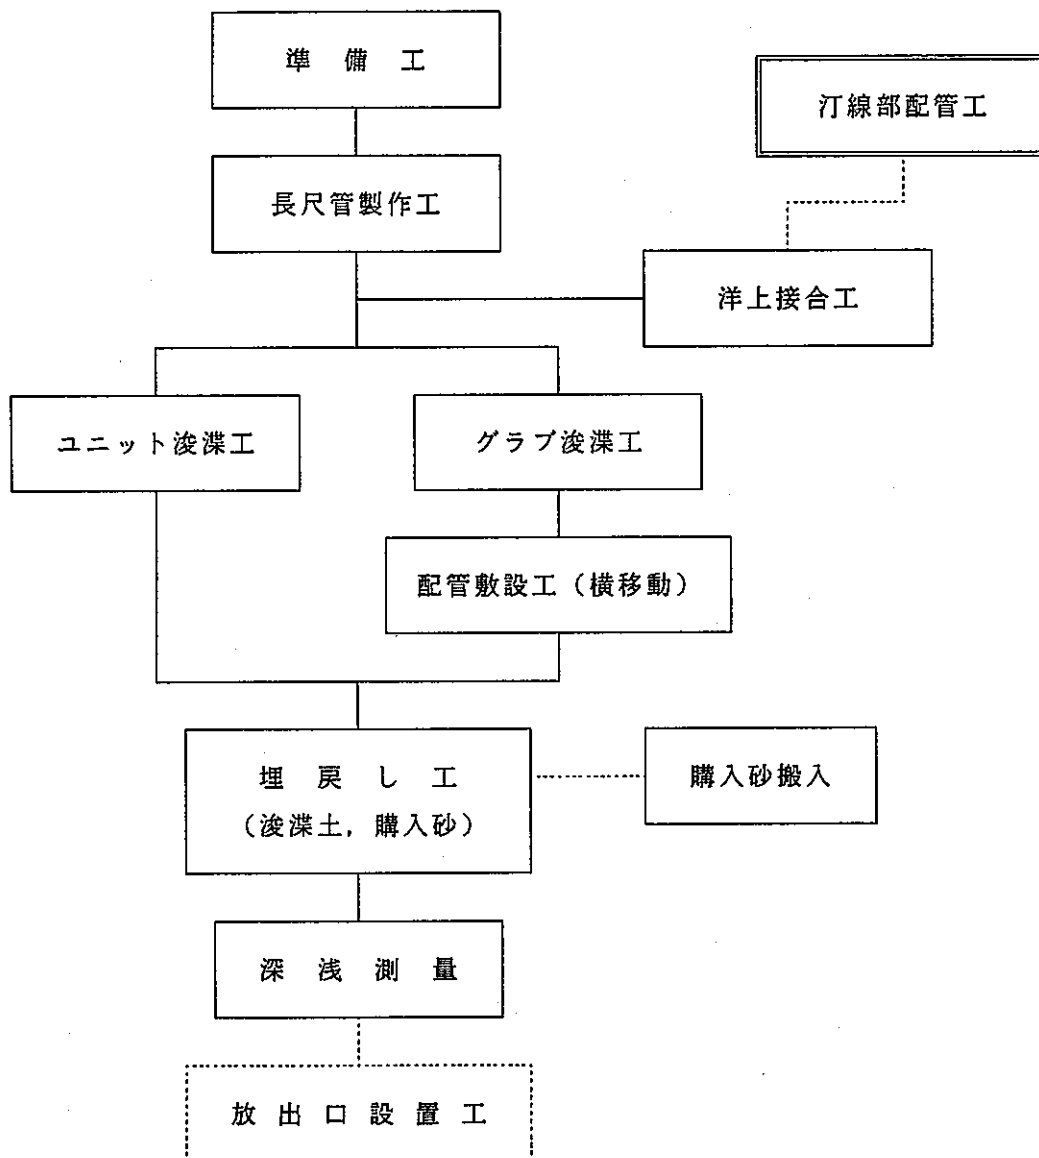 準備工
汀線部配管工
長尺管製作工
洋上接合工
ユニット浚渫工
グラブ浚渫工
配管敷設工（横移動）
埋戻し工
（浚渫土，購入砂）
購入砂搬入
深浅測量
放出口設置工